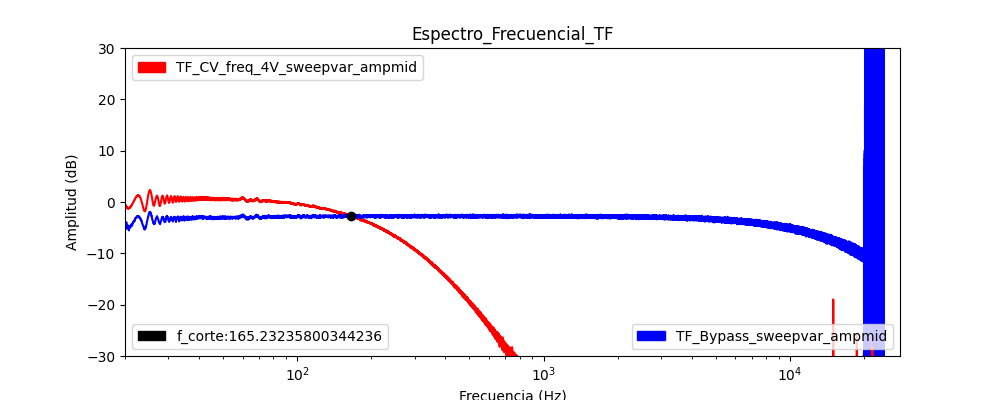 Espectro_Frecuencial_TF
Amplitud (dB)
30
20
10
0
−10
−20
−30
TF_CV_freq_4V_sweepvar_ampmid
f_corte:165.23235800344236
TF_Bypass_sweepvar_ampmid
10²
10³
10⁴
Frecuencia (Hz)